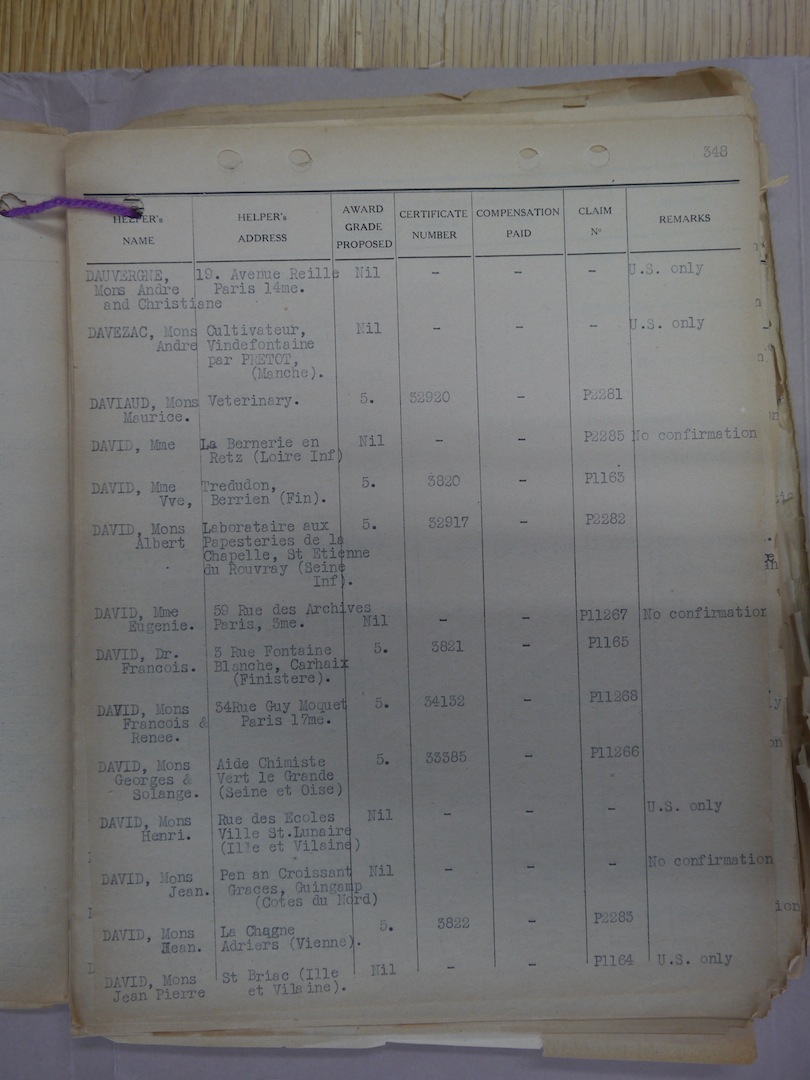 348
HELPER's NAME HELPER's ADDRESS AWARD GRADE PROPOSED CERTIFICATE NUMBER COMPENSATION PAID CLAIM Nº REMARKS
DAUVERGNE, 19. Avenue Reille Nil - - - U.S. only
Mons Andre Paris 14me.
and Christiane
DAVEZAC, Mons Cultivateur, Nil - - - U.S. only
Andre Vindefontaine
par PRETOT,
(Manche).
DAVIAUD, Mons Veterinary. 5. 32920 - P2281
Maurice.
DAVID, Mme La Bernerie en Nil - - P2285 No confirmation
Retz (Loire Inf)
DAVID, Mme Tredudon, 5. 3820 - P1163
Vve, Berrien (Fin).
DAVID, Mons Laborataire aux 5. 32917 - P2282
Albert Papesteries de la
Chapelle, St Etienne
du Rouvray (Seine
Inf).
DAVID, Mme 59 Rue des Archives Nil - - P11267 No confirmation
Eugenie. Paris, 3me.
DAVID, Dr. 3 Rue Fontaine 5. 3821 - P1165
Francois. Blanche, Carhaix
(Finistere).
DAVID, Mons 34Rue Guy Moquet 5. 34132 - P11268
Francois & Paris 17me.
Renee.
DAVID, Mons Aide Chimiste 5. 33385 - P11266
Georges & Vert le Grande
Solange. (Seine et Oise)
DAVID, Mons Rue des Ecoles Nil - - - U.S. only
Henri. Ville St.Lunaire
(Ille et Vilaine)
DAVID, Mons Pen an Croissant Nil - - - No confirmation
Jean. Graces, Guingamp
(Cotes du Nord)
DAVID, Mons La Chagne 5. 3822 - P2283
Jean. Adriers (Vienne).
DAVID, Mons St Briac (Ille Nil - - P1164 U.S. only
Jean Pierre et Vilaine).